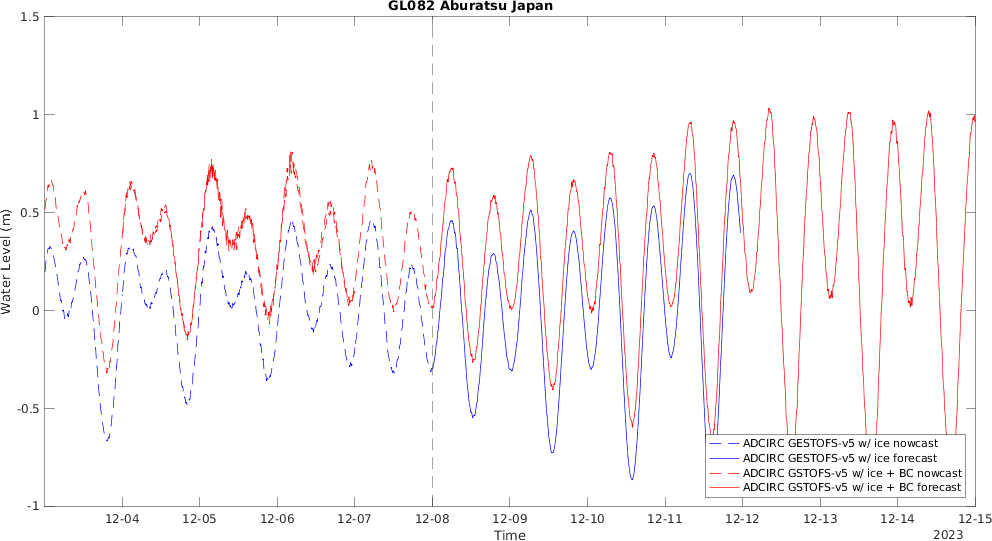 GL082 Aburatsu Japan
1.5
1
0.5
0
-0.5
-1
Water Level (m)
12-04
12-05
12-06
12-07
12-08
12-09
12-10
12-11
12-12
12-13
12-14
12-15
Time
2023
ADCIRC GESTOFS-v5 w/ ice nowcast
ADCIRC GESTOFS-v5 w/ ice forecast
ADCIRC GSTOFS-v5 w/ ice + BC nowcast
ADCIRC GSTOFS-v5 w/ ice + BC forecast